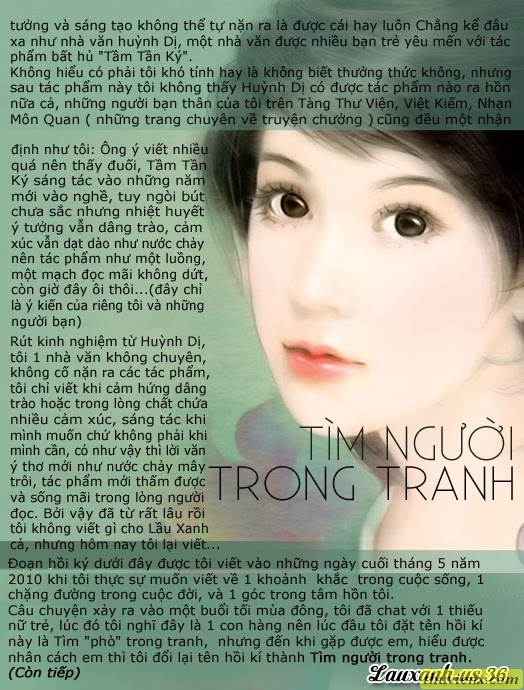 tưởng và sáng tạo không thể tự nặn ra là được cái hay luôn Chẳng kể đâu
xa như nhà văn huỳnh Dị, một nhà văn được nhiều bạn trẻ yêu mến với tác
phẩm bất hủ "Tầm Tần Ký".
Không hiểu có phải tôi khó tính hay là không biết thưởng thức không, nhưng
sau tác phẩm này tôi không thấy Huỳnh Dị có được tác phẩm nào ra hồn
nữa cả, những người bạn thân của tôi trên Tàng Thư Viện, Việt Kiếm, Nhạn
Môn Quan ( những trang chuyên về truyện chưởng ) cũng đều một nhận
định như tôi: Ông ý viết nhiều
quá nên thấy đuối, Tầm Tần
Ký sáng tác vào những năm
mới vào nghề, tuy ngòi bút
chưa sắc nhưng nhiệt huyết
ý tưởng vẫn dâng trào, cảm
xúc vẫn dạt dào như nước chảy
nên tác phẩm như một luồng,
một mạch đọc mãi không dứt,
còn giờ đây ôi thôi...(đây chỉ
là ý kiến của riêng tôi và những
người bạn)
Rút kinh nghiệm từ Huỳnh Dị,
tôi 1 nhà văn không chuyên,
không cố nặn ra các tác phẩm,
tôi chỉ viết khi cảm hứng dâng
trào hoặc trong lòng chất chứa
nhiều cảm xúc, sáng tác khi
mình muốn chứ không phải khi
mình cần, có như vậy thì lời văn
ý thơ mới như nước chảy mây
trôi, tác phẩm mới thấm được
và sống mãi trong lòng người
đọc. Bởi vậy đã từ rất lâu rồi
tôi không viết gì cho Lầu Xanh
cả, nhưng hôm nay tôi lại viết...
TÌM NGƯỜI
TRONG TRANH
Đoạn hồi ký dưới đây được tôi viết vào những ngày cuối tháng 5 năm
2010 khi tôi thực sự muốn viết về 1 khoảnh khắc trong cuộc sống, 1
chặng đường trong cuộc đời, và 1 góc trong tâm hồn tôi.
Câu chuyện xảy ra vào một buổi tối mùa đông, tôi đã chat với 1 thiếu
nữ trẻ, lúc đó tôi nghĩ đây là 1 con hàng nên lúc đầu tôi đặt tên hồi kí
này là Tìm "phò" trong tranh, nhưng đến khi gặp được em, hiểu được
nhân cách em thì tôi đổi lại tên hồi kí thành Tìm người trong tranh.
(Còn tiếp)
Lauxanh.us 36
thuvienx.com